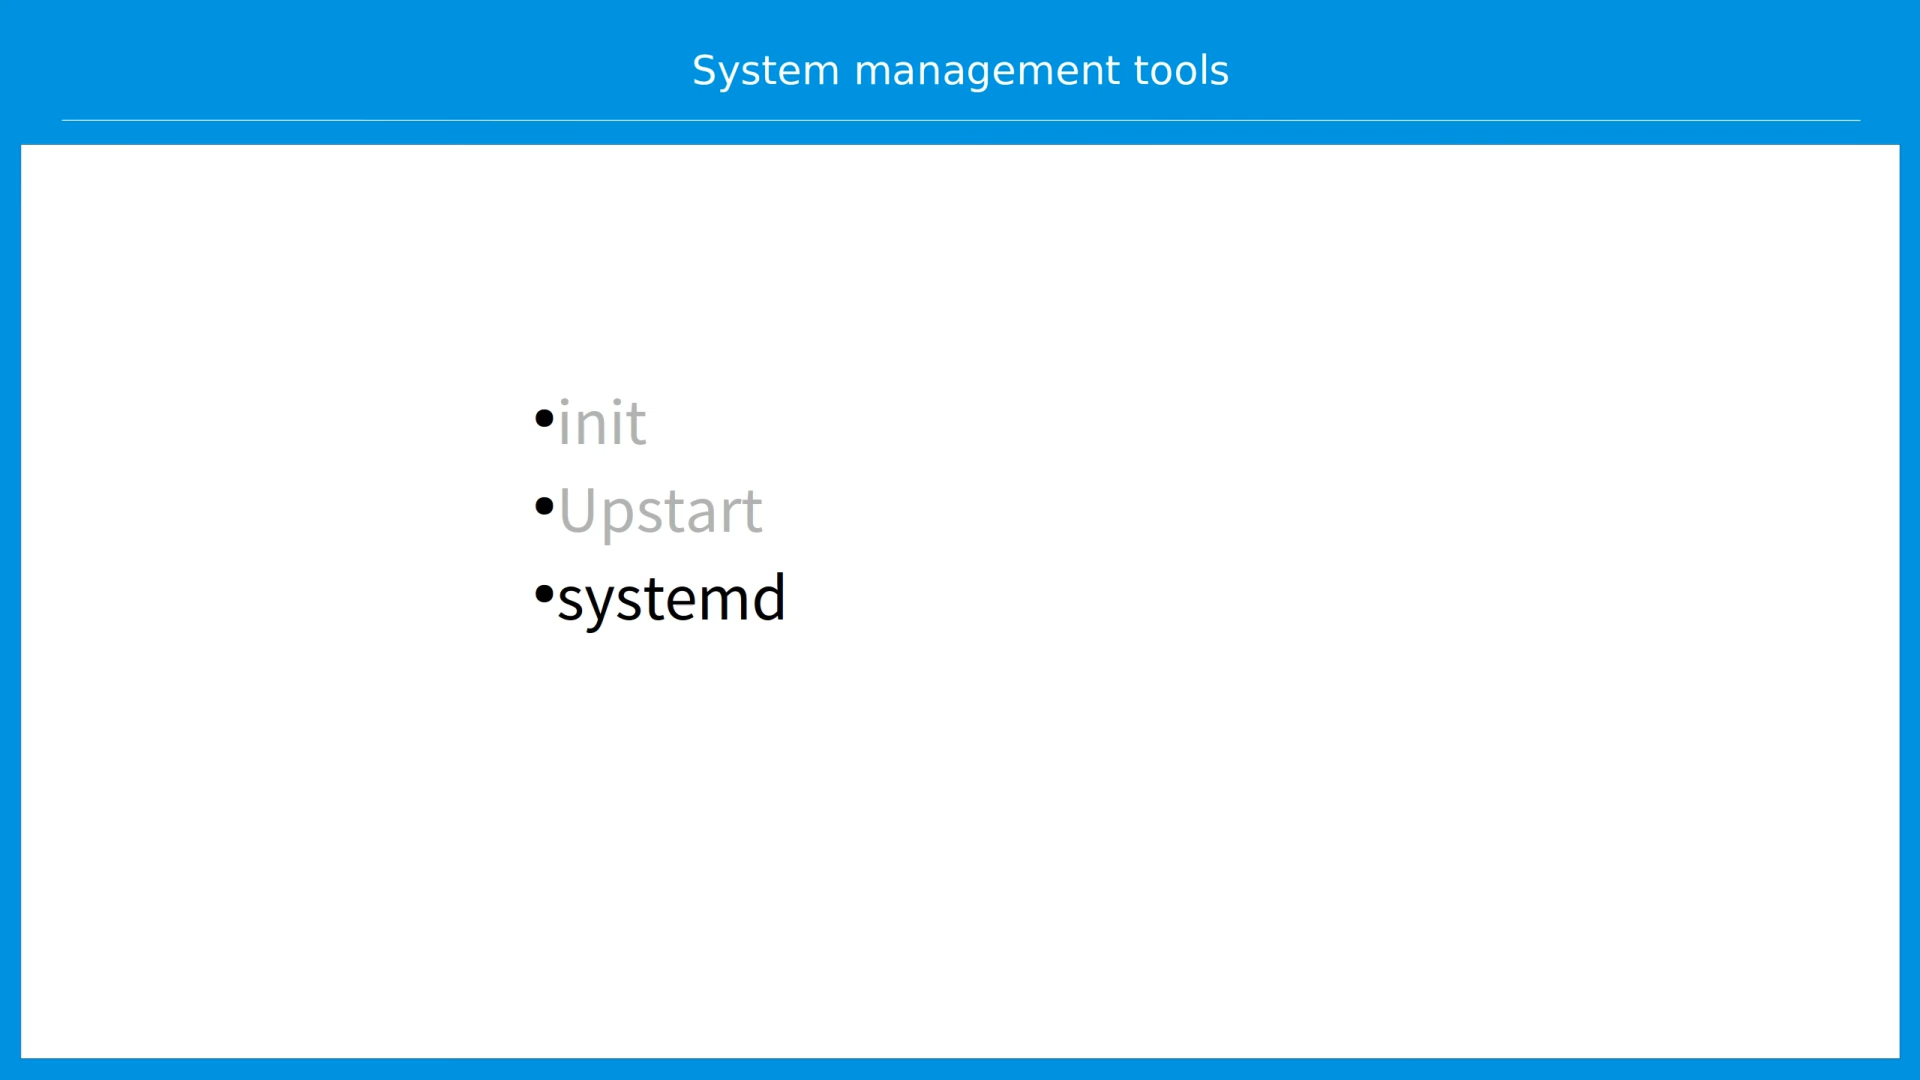 System management tools
•init
•Upstart
•systemd